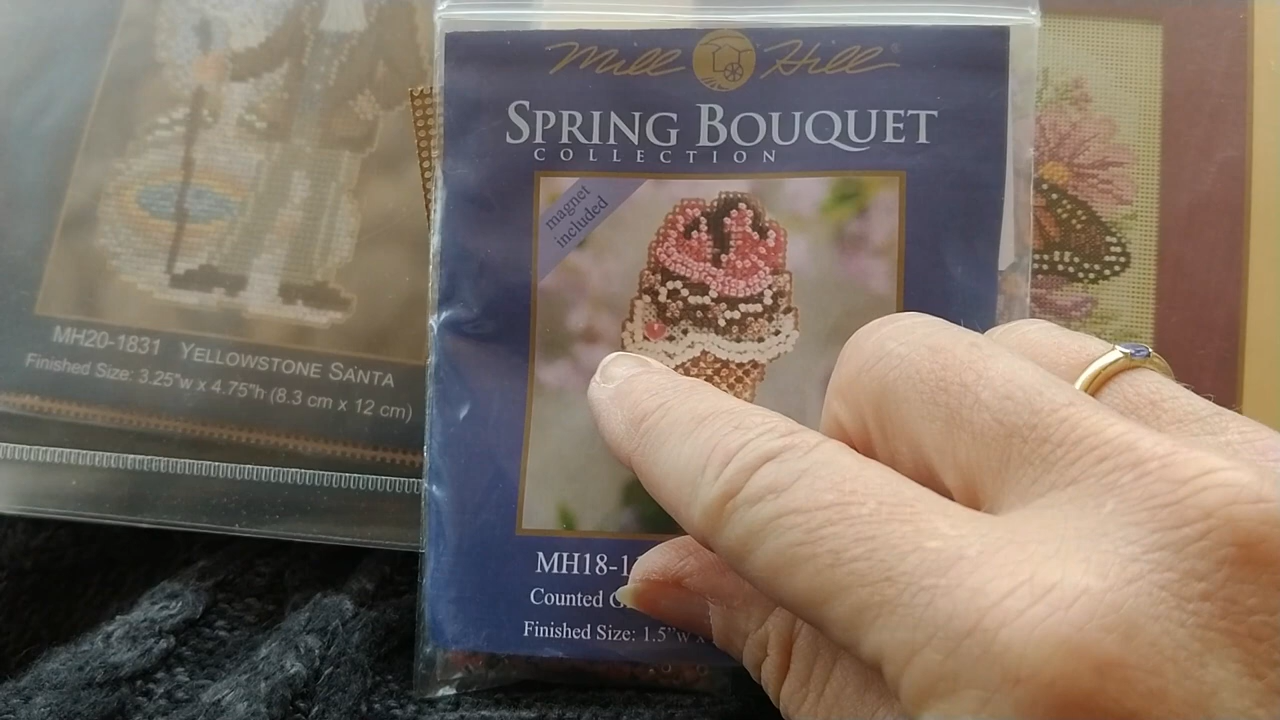 Mill Hill
SPRING BOUQUET
COLLECTION
magnet
included
MH20-1831 YELLOWSTONE SANTA
Finished Size: 3.25"w x 4.75"h (8.3 cm x 12 cm)
MH18-1
Counted G
Finished Size: 1.5"w x